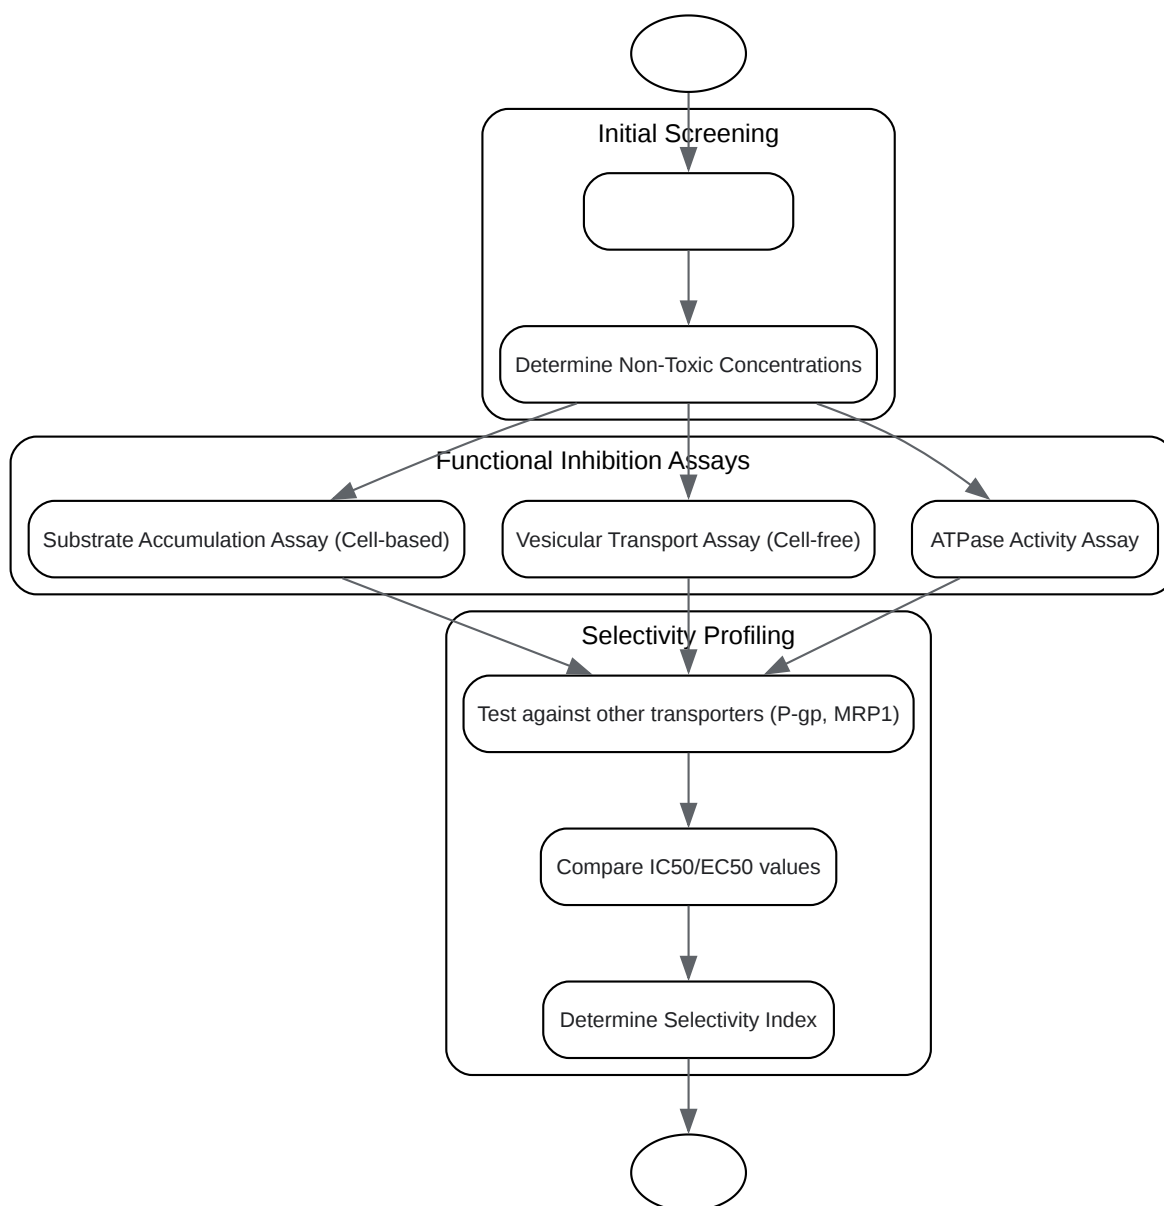 Initial Screening
Determine Non-Toxic Concentrations
Functional Inhibition Assays
Substrate Accumulation Assay (Cell-based)
Vesicular Transport Assay (Cell-free)
ATPase Activity Assay
Selectivity Profiling
Test against other transporters (P-gp, MRP1)
Compare IC50/EC50 values
Determine Selectivity Index